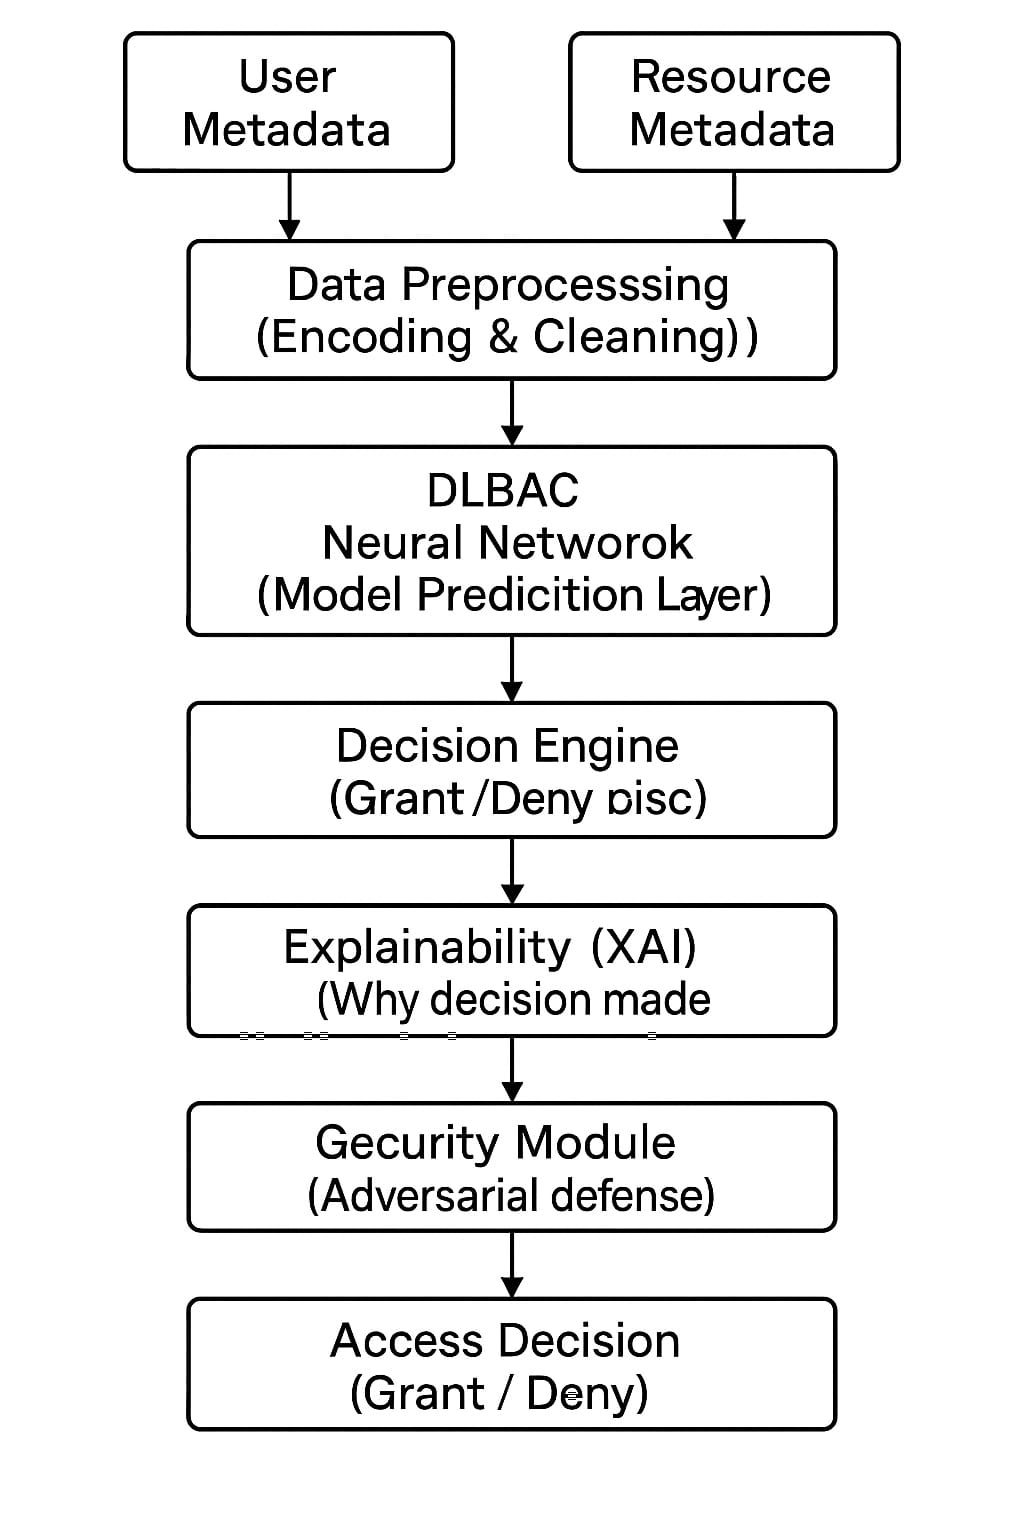 User
Metadata
Resource
Metadata
Data Preprocesssing
(Encoding & Cleaning))
DLBAC
Neural Networok
(Model Predicition Layer)
Decision Engine
(Grant /Deny pisc)
Explainability (XAI)
(Why decision made
Gecurity Module
(Adversarial defense)
Access Decision
(Grant / Deny)